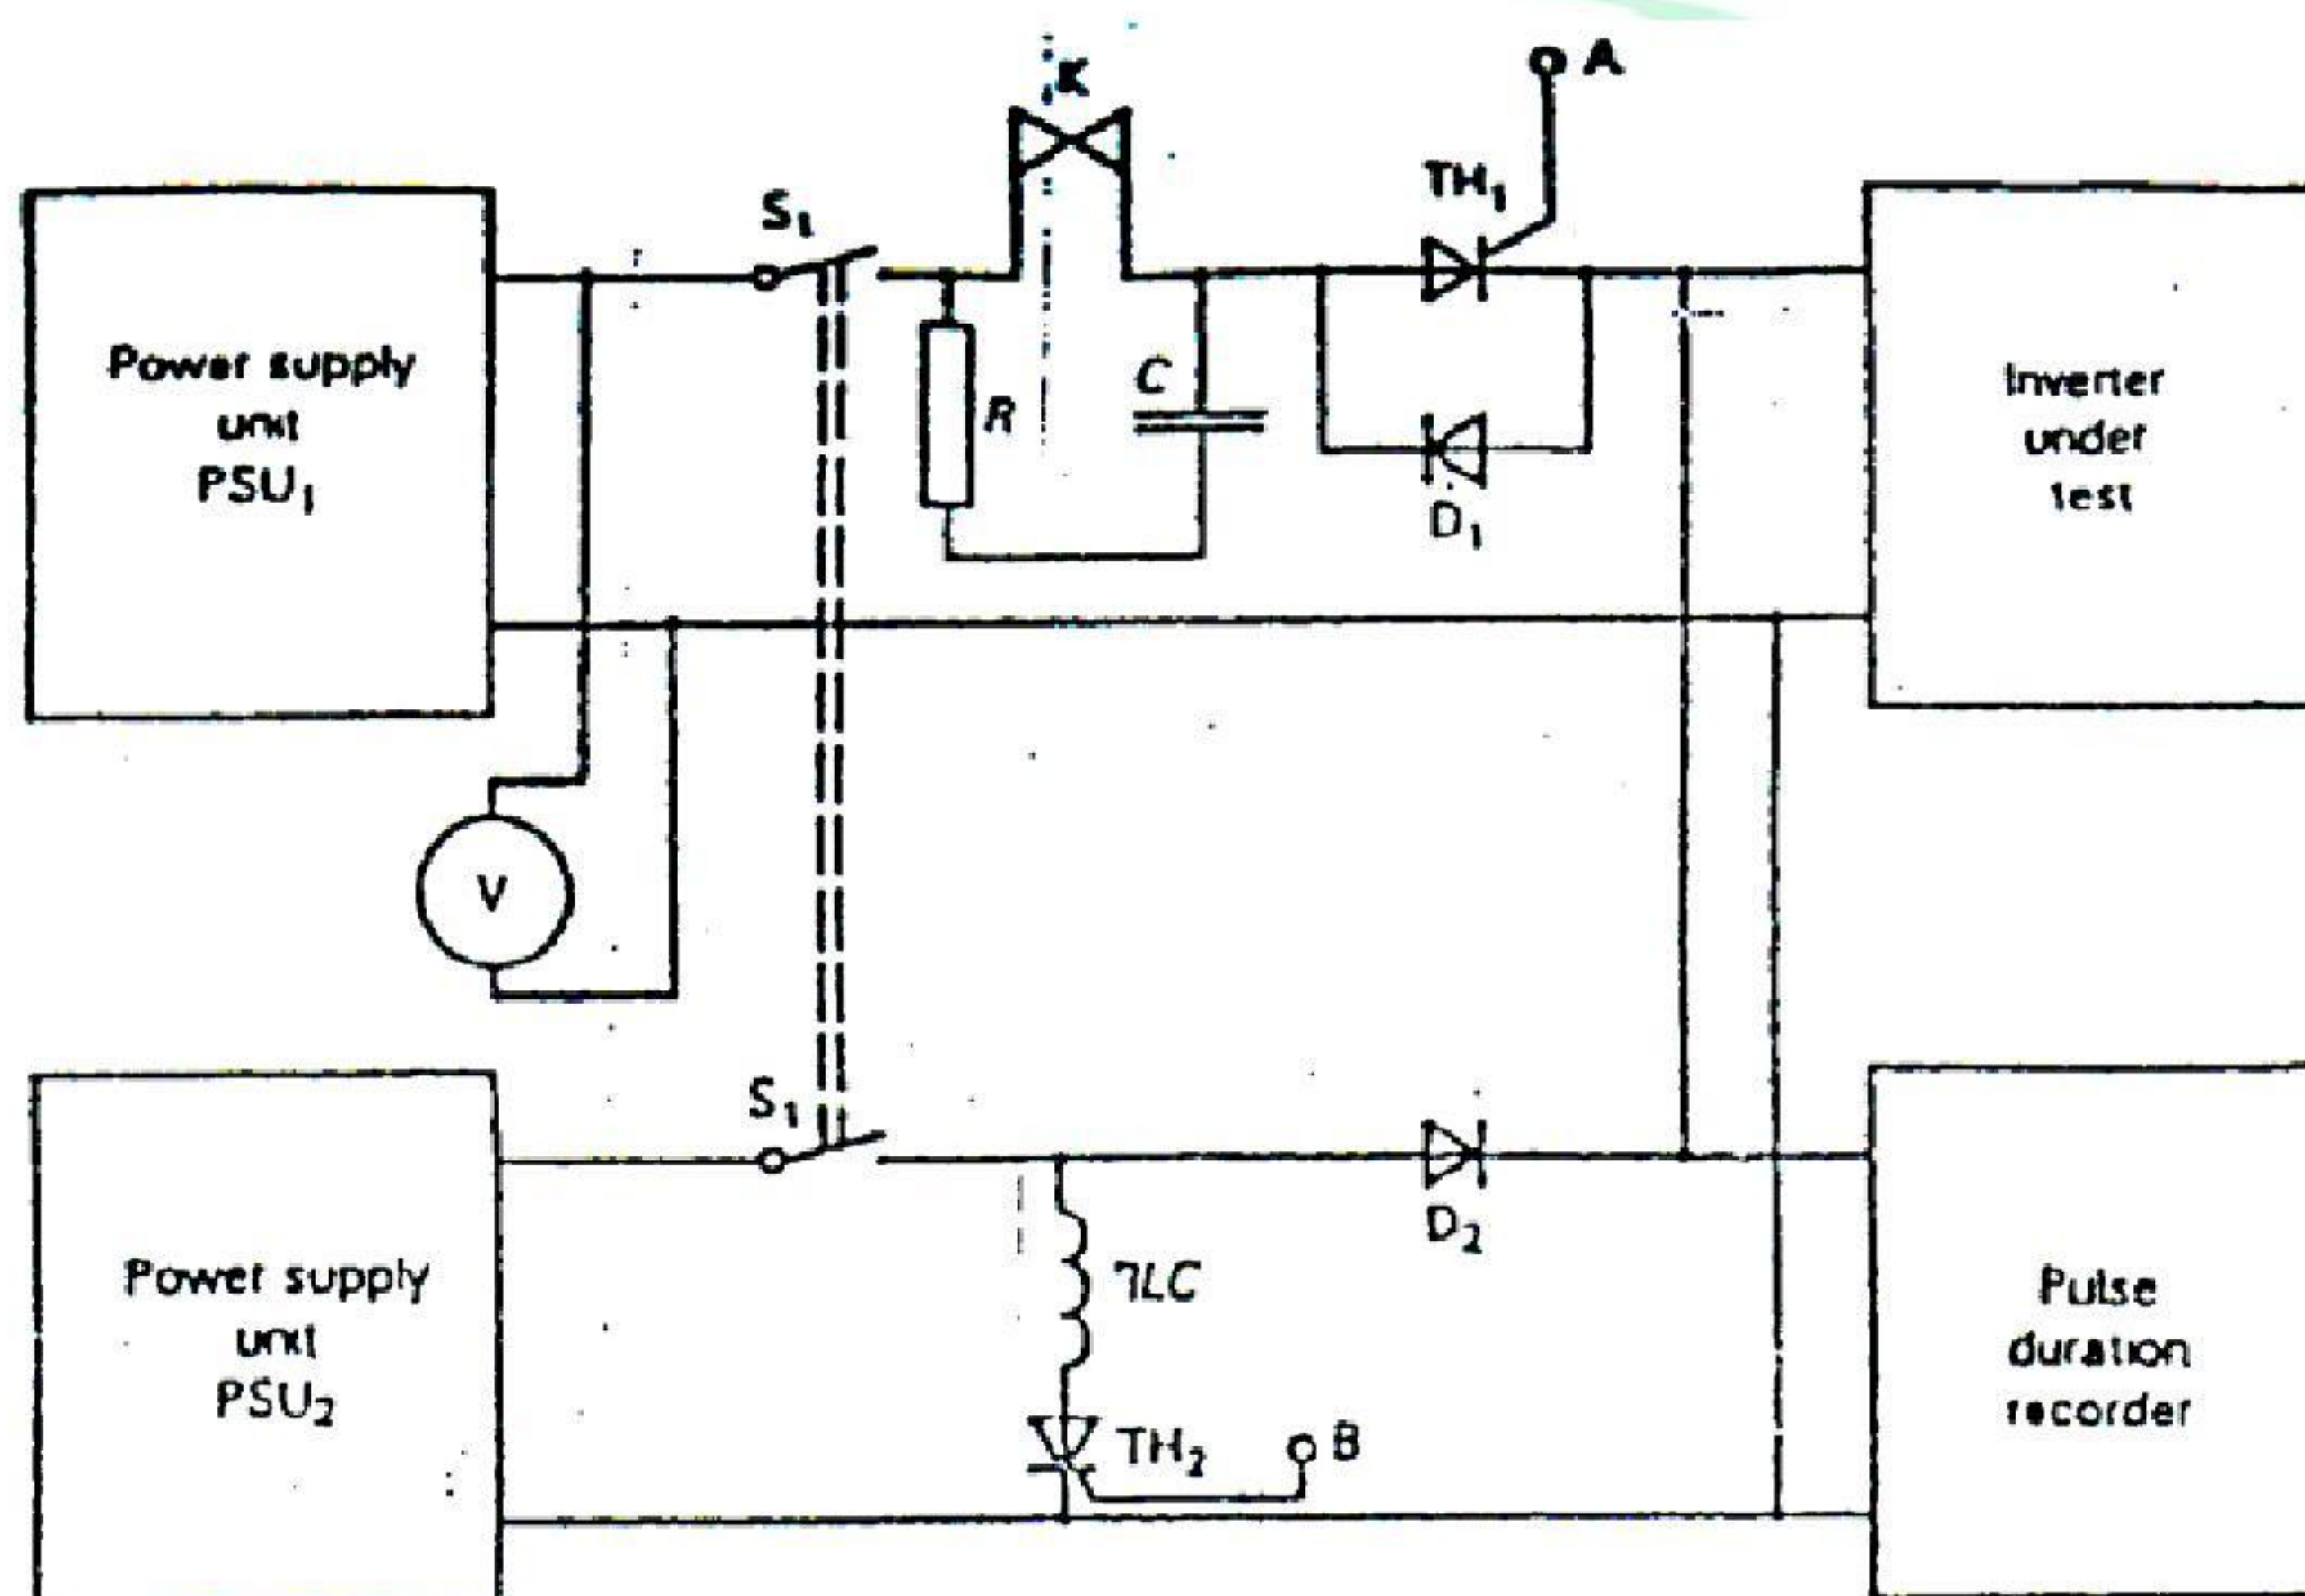 K
A
TH₁
S₁
Power supply
unit
PSU₁
R
C
D₁
Inverter
under
test
V
S₁
D₂
Power supply
unit
PSU₂
7LC
TH₂
B
Pulse
duration
recorder